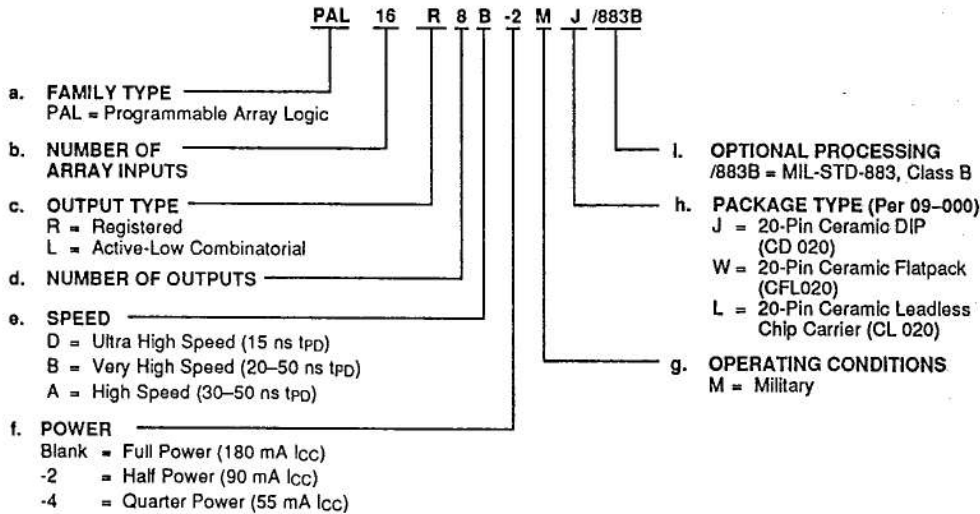 PAL 16 R 8 B -2 M J /883B
a. FAMILY TYPE
PAL = Programmable Array Logic
b. NUMBER OF
ARRAY INPUTS
c. OUTPUT TYPE
R = Registered
L = Active-Low Combinatorial
d. NUMBER OF OUTPUTS
e. SPEED
D = Ultra High Speed (15 ns tPD)
B = Very High Speed (20–50 ns tPD)
A = High Speed (30–50 ns tPD)
f. POWER
Blank = Full Power (180 mA ICC)
-2 = Half Power (90 mA ICC)
-4 = Quarter Power (55 mA ICC)
i. OPTIONAL PROCESSING
/883B = MIL-STD-883, Class B
h. PACKAGE TYPE (Per 09–000)
J = 20-Pin Ceramic DIP
(CD 020)
W = 20-Pin Ceramic Flatpack
(CFL020)
L = 20-Pin Ceramic Leadless
Chip Carrier (CL 020)
g. OPERATING CONDITIONS
M = Military